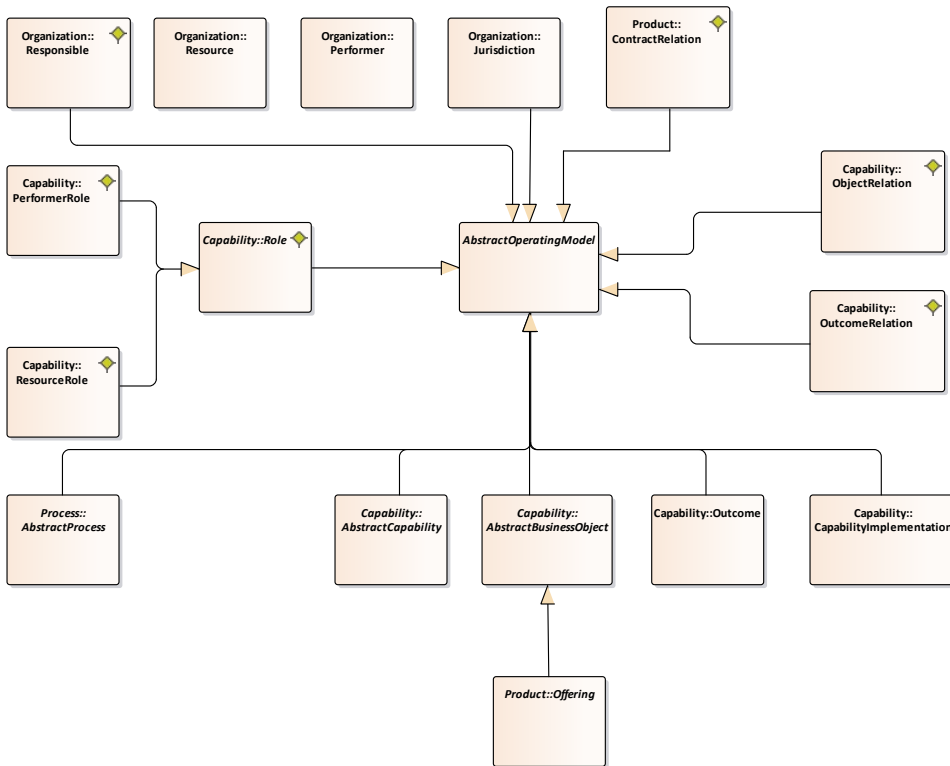 Organization::
Responsible
Organization::
Resource
Organization::
Performer
Organization::
Jurisdiction
Product::
ContractRelation
Capability::
PerformerRole
Capability::Role
AbstractOperatingModel
Capability::
ObjectRelation
Capability::
OutcomeRelation
Capability::
ResourceRole
Process::
AbstractProcess
Capability::
AbstractCapability
Capability::
AbstractBusinessObject
Capability::Outcome
Capability::
CapabilityImplementation
Product::Offering